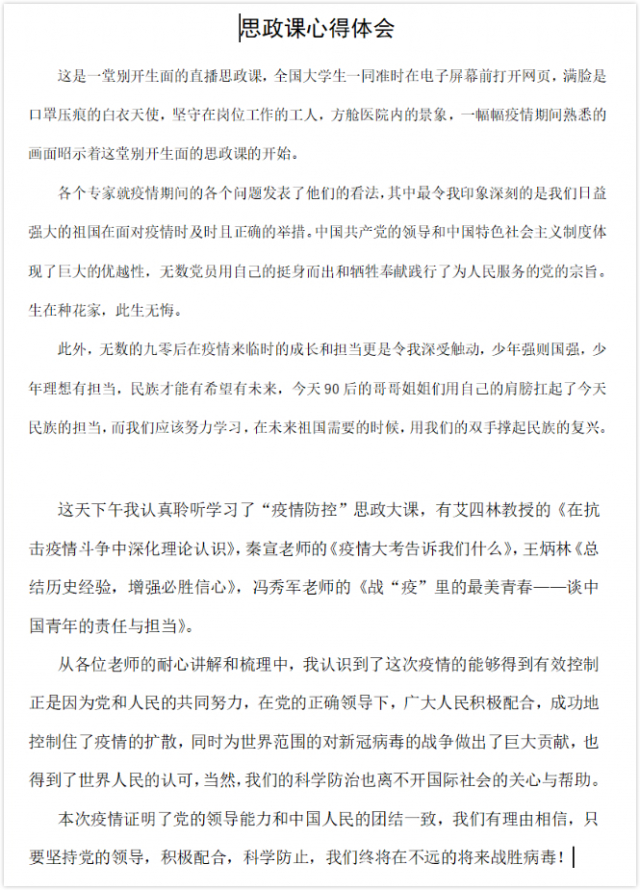 思政课心得体会
这是一堂别开生面的直播思政课，全国大学生一同准时在电子屏幕前打开网页，满脸是
口罩压痕的白衣天使，坚守在岗位工作的工人，方舱医院内的景象，一幅幅疫情期间熟悉的
画面昭示着这堂别开生面的思政课的开始。
各个专家就疫情期间的各个问题发表了他们的看法，其中最令我印象深刻的是我们日益
强大的祖国在面对疫情时及时且正确的举措。中国共产党的领导和中国特色社会主义制度体
现了巨大的优越性，无数党员用自己的挺身而出和牺牲奉献践行了为人民服务的党的宗旨。
生在种花家，此生无悔。
此外，无数的九零后在疫情来临时的成长和担当更是令我深受触动，少年强则国强，少
年理想有担当，民族才能有希望有未来，今天 90 后的哥哥姐姐们用自己的肩膀扛起了今天
民族的担当，而我们应该努力学习，在未来祖国需要的时候，用我们的双手撑起民族的复兴。
这天下午我认真聆听学习了“疫情防控”思政大课，有艾四林教授的《在抗
击疫情斗争中深化理论认识》，秦宣老师的《疫情大考告诉我们什么》，王炳林《总
结历史经验，增强必胜信心》，冯秀军老师的《战“疫”里的最美青春——谈中
国青年的责任与担当》。
从各位老师的耐心讲解和梳理中，我认识到了这次疫情的能够得到有效控制
正是因为党和人民的共同努力，在党的正确领导下，广大人民积极配合，成功地
控制住了疫情的扩散，同时为世界范围的对新冠病毒的战争做出了巨大贡献，也
得到了世界人民的认可，当然，我们的科学防治也离不开国际社会的关心与帮助。
本次疫情证明了党的领导能力和中国人民的团结一致，我们有理由相信，只
要坚持党的领导，积极配合，科学防止，我们终将在不远的将来战胜病毒！